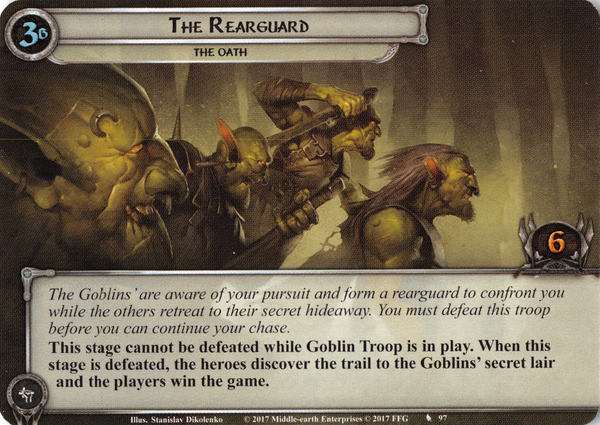 3B
THE REARGUARD
THE OATH
6
The Goblins' are aware of your pursuit and form a rearguard to confront you
while the others retreat to their secret hideaway. You must defeat this troop
before you can continue your chase.
This stage cannot be defeated while Goblin Troop is in play. When this
stage is defeated, the heroes discover the trail to the Goblins' secret lair
and the players win the game.
Illus. Stanislav Dikolenko © 2017 Middle-earth Enterprises © 2017 FFG 97